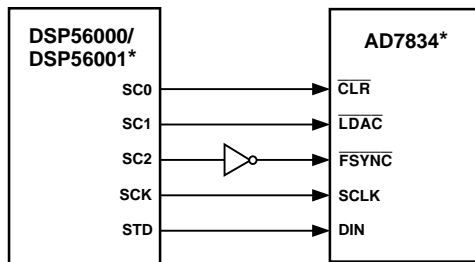 DSP56000/
DSP56001*
AD7834*
SC0
CLR
SC1
LDAC
SC2
FSYNC
SCK
SCLK
STD
DIN